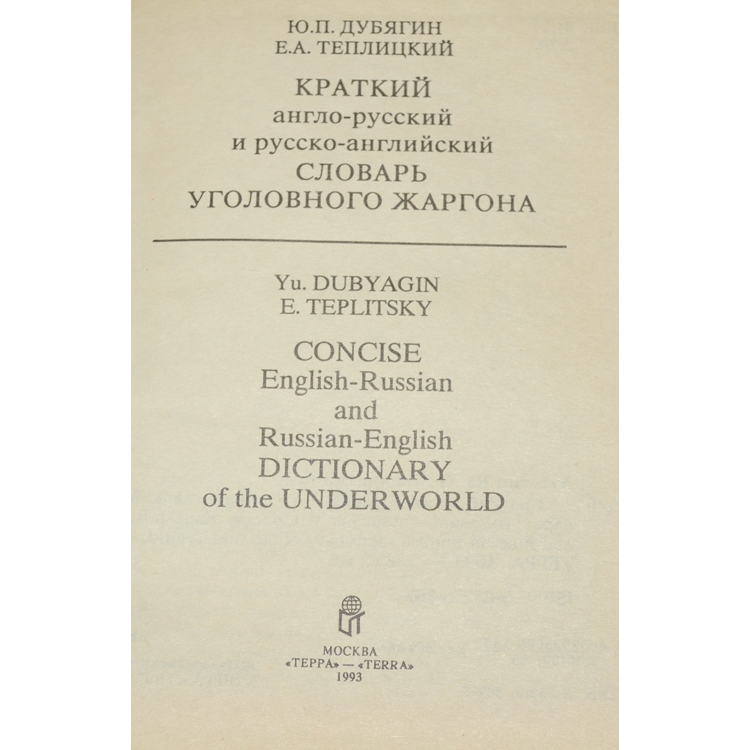 Ю.П. ДУБЯГИН
Е.А. ТЕПЛИЦКИЙ
КРАТКИЙ
англо-русский
и русско-английский
СЛОВАРЬ
УГОЛОВНОГО ЖАРГОНА
Yu. DUBYAGIN
E. TEPLITSKY
CONCISE
English-Russian
and
Russian-English
DICTIONARY
of the UNDERWORLD
МОСКВА
«ТЕРРА» — «TERRA»
1993